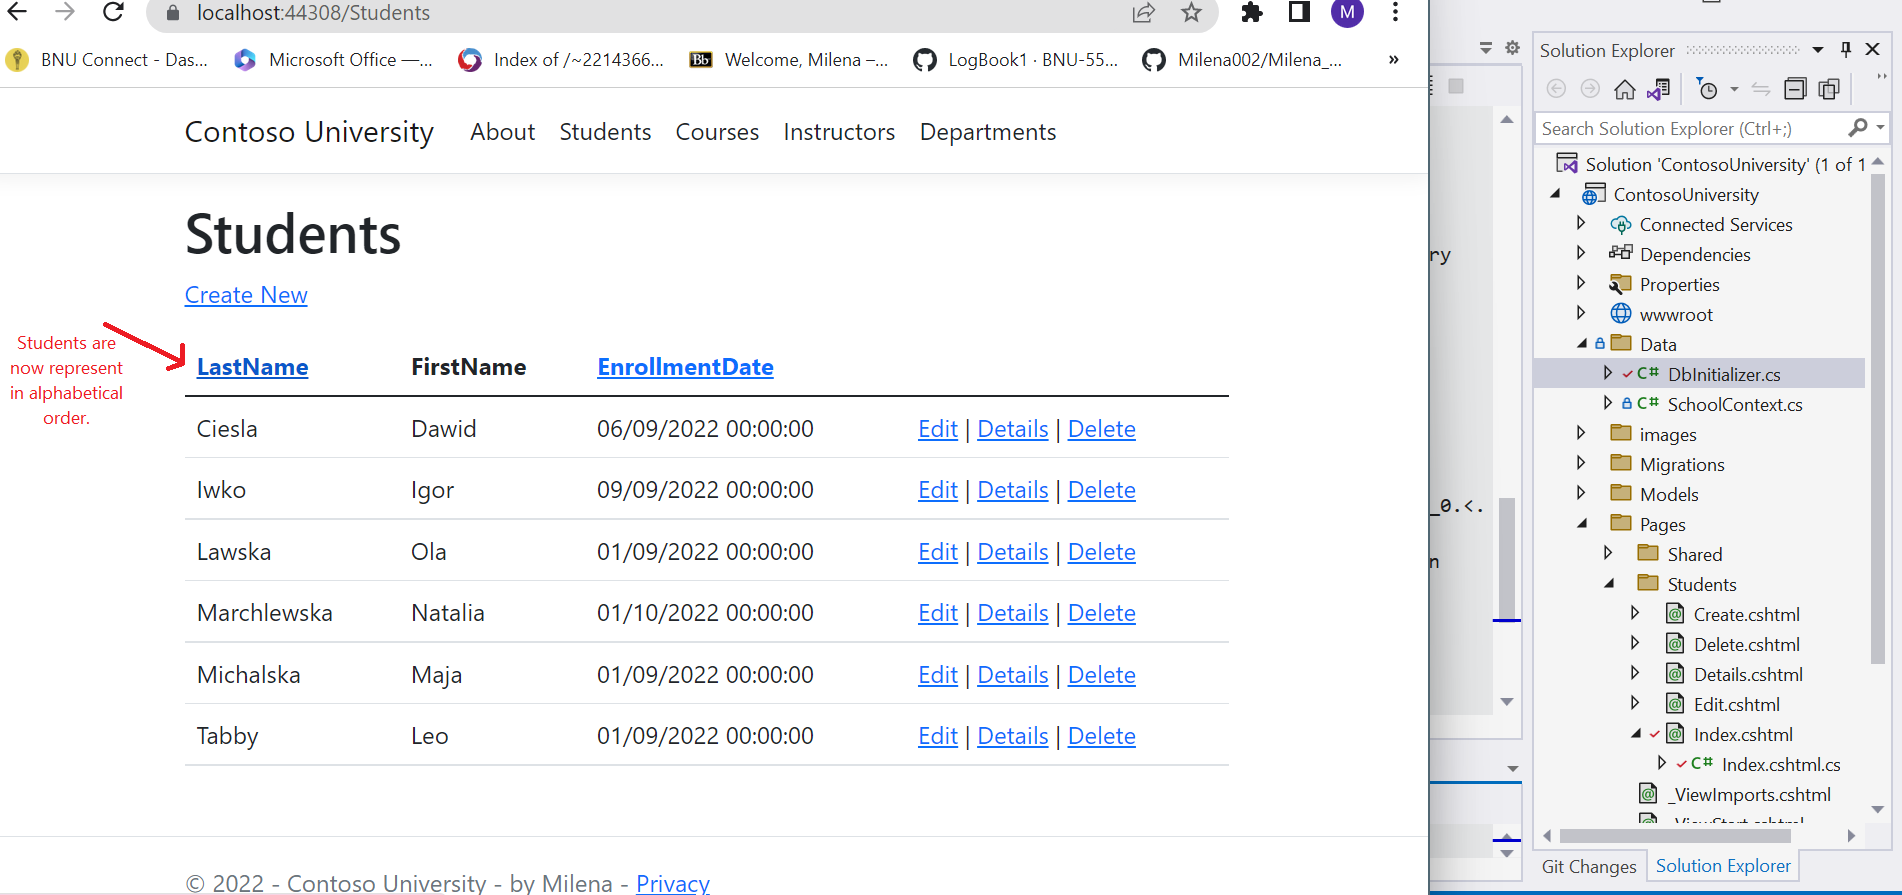 localhost:44308/Students
M
BNU Connect - Das...
Microsoft Office —...
Index of /~2214366...
Bb
Welcome, Milena –...
LogBook1 · BNU-55...
Milena002/Milena_...
»
Contoso University
About
Students
Courses
Instructors
Departments
Students
Create New
Students are
now represent
in alphabetical
order.
LastName FirstName EnrollmentDate
Ciesla Dawid 06/09/2022 00:00:00 Edit | Details | Delete
Iwko Igor 09/09/2022 00:00:00 Edit | Details | Delete
Lawska Ola 01/09/2022 00:00:00 Edit | Details | Delete
Marchlewska Natalia 01/10/2022 00:00:00 Edit | Details | Delete
Michalska Maja 01/09/2022 00:00:00 Edit | Details | Delete
Tabby Leo 01/09/2022 00:00:00 Edit | Details | Delete
© 2022 - Contoso University - by Milena - Privacy
ry
_0.<.
n
Solution Explorer
Search Solution Explorer (Ctrl+;)
Solution 'ContosoUniversity' (1 of 1
ContosoUniversity
Connected Services
Dependencies
Properties
wwwroot
Data
C# DbInitializer.cs
C# SchoolContext.cs
images
Migrations
Models
Pages
Shared
Students
Create.cshtml
Delete.cshtml
Details.cshtml
Edit.cshtml
Index.cshtml
C# Index.cshtml.cs
_ViewImports.cshtml
_ViewStart.cshtml
Git Changes
Solution Explorer